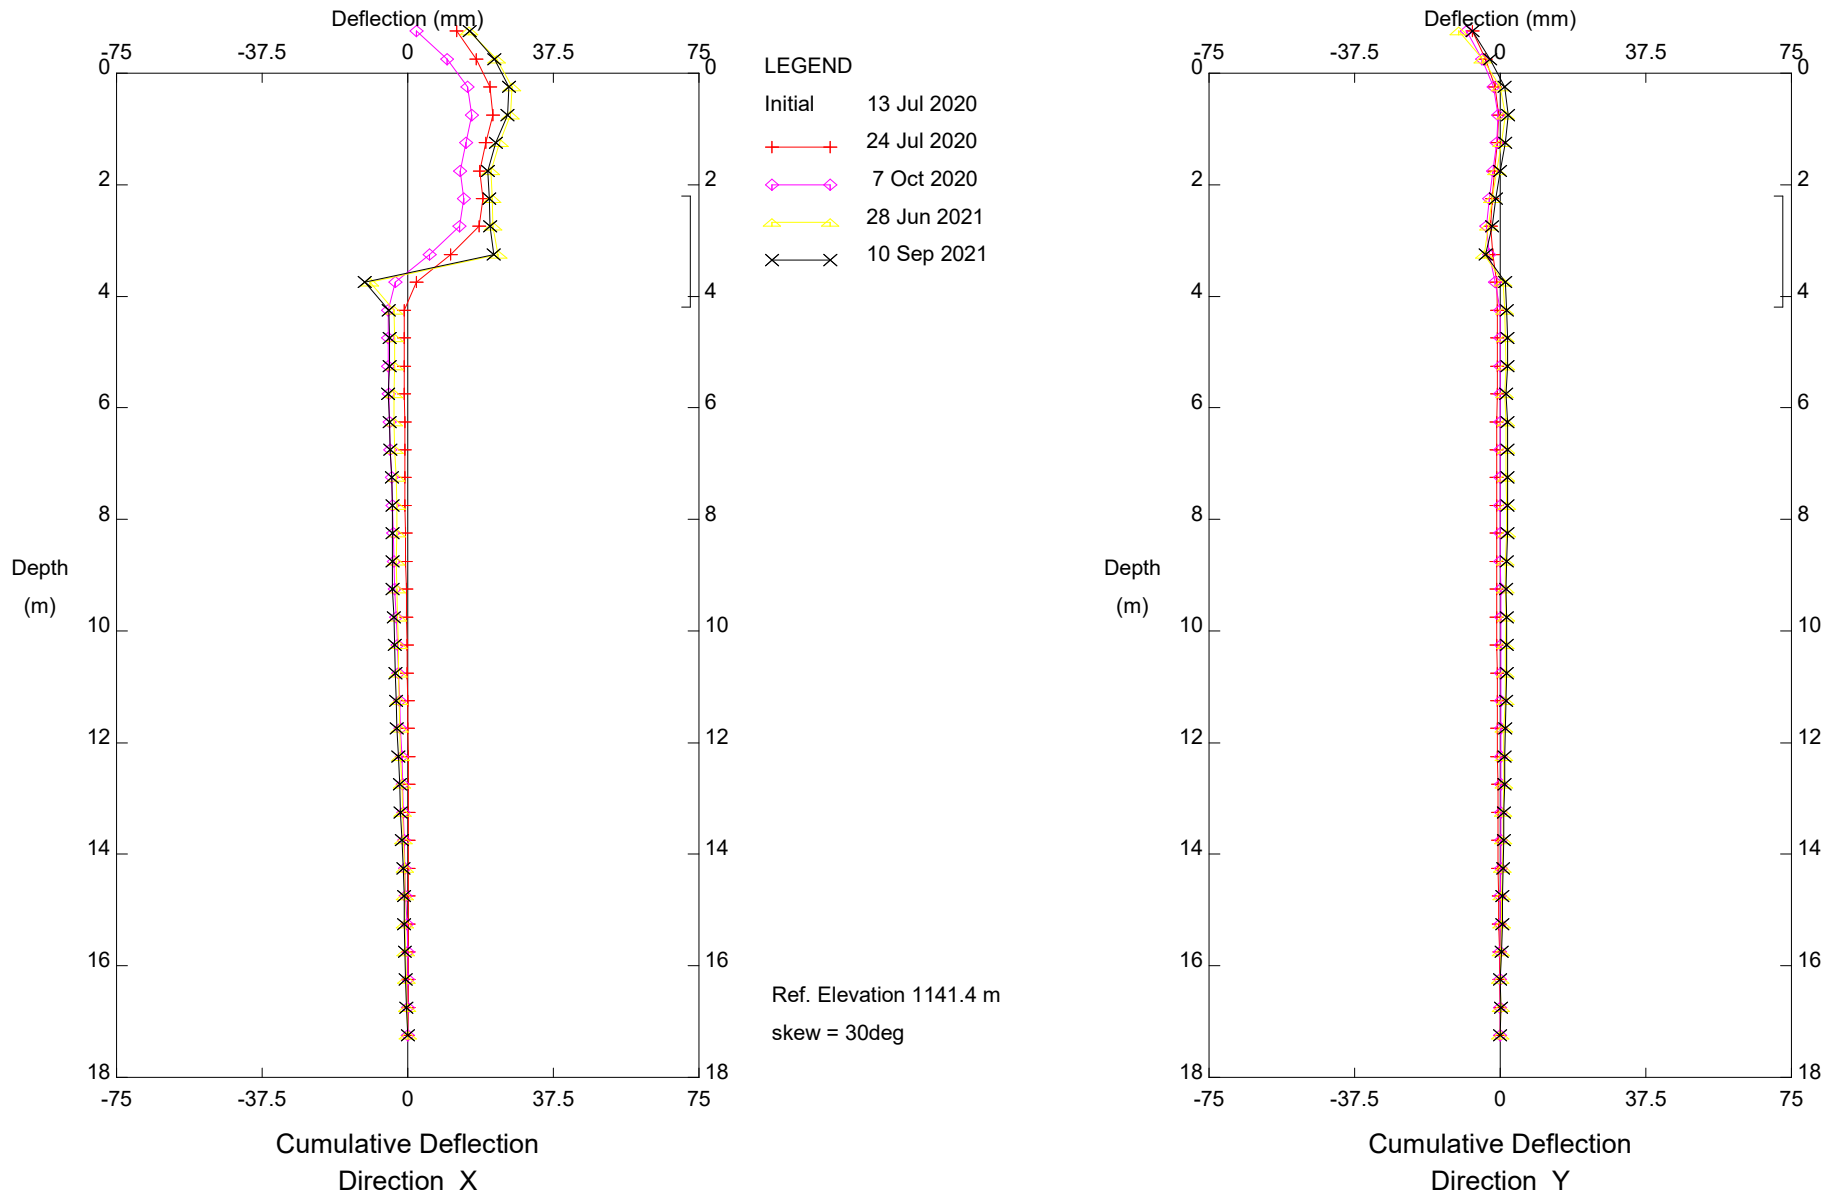 Deflection (mm)
-75 -37.5 0 37.5 75
0 0
2 2
4 4
6 6
8 8
10 10
12 12
14 14
16 16
18 18
-75 -37.5 0 37.5 75
Depth
(m)
Cumulative Deflection
Direction X
LEGEND
Initial 13 Jul 2020
24 Jul 2020
7 Oct 2020
28 Jun 2021
10 Sep 2021
Ref. Elevation 1141.4 m
skew = 30deg
Deflection (mm)
-75 -37.5 0 37.5 75
0 0
2 2
4 4
6 6
8 8
10 10
12 12
14 14
16 16
18 18
-75 -37.5 0 37.5 75
Depth
(m)
Cumulative Deflection
Direction Y